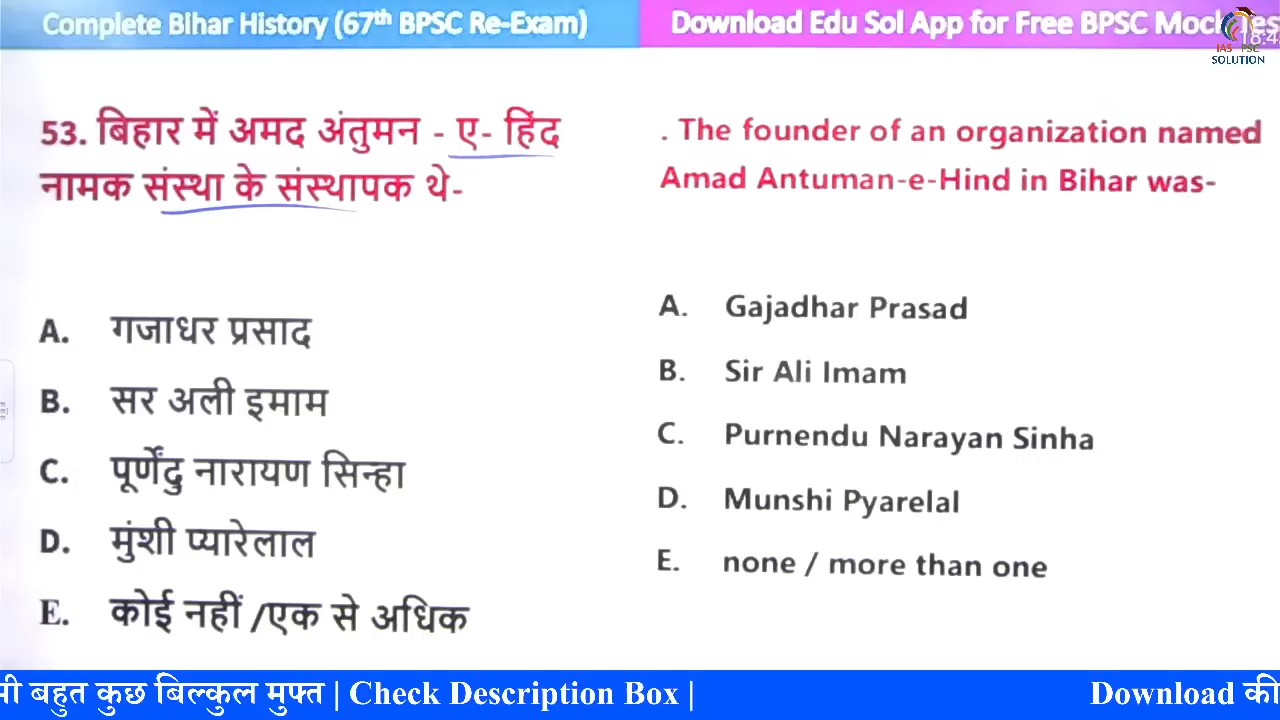 Complete Bihar History (67th BPSC Re-Exam)
Download Edu Sol App for Free BPSC Mock Tes
18:4
IAS PSC
SOLUTION
53. बिहार में अमद अंतुमन - ए- हिंद
नामक संस्था के संस्थापक थे-
A. गजाधर प्रसाद
B. सर अली इमाम
C. पूर्णेंदु नारायण सिन्हा
D. मुंशी प्यारेलाल
E. कोई नहीं /एक से अधिक
. The founder of an organization named
Amad Antuman-e-Hind in Bihar was-
A. Gajadhar Prasad
B. Sir Ali Imam
C. Purnendu Narayan Sinha
D. Munshi Pyarelal
E. none / more than one
बहुत कुछ बिल्कुल मुफ्त | Check Description Box |
Download की